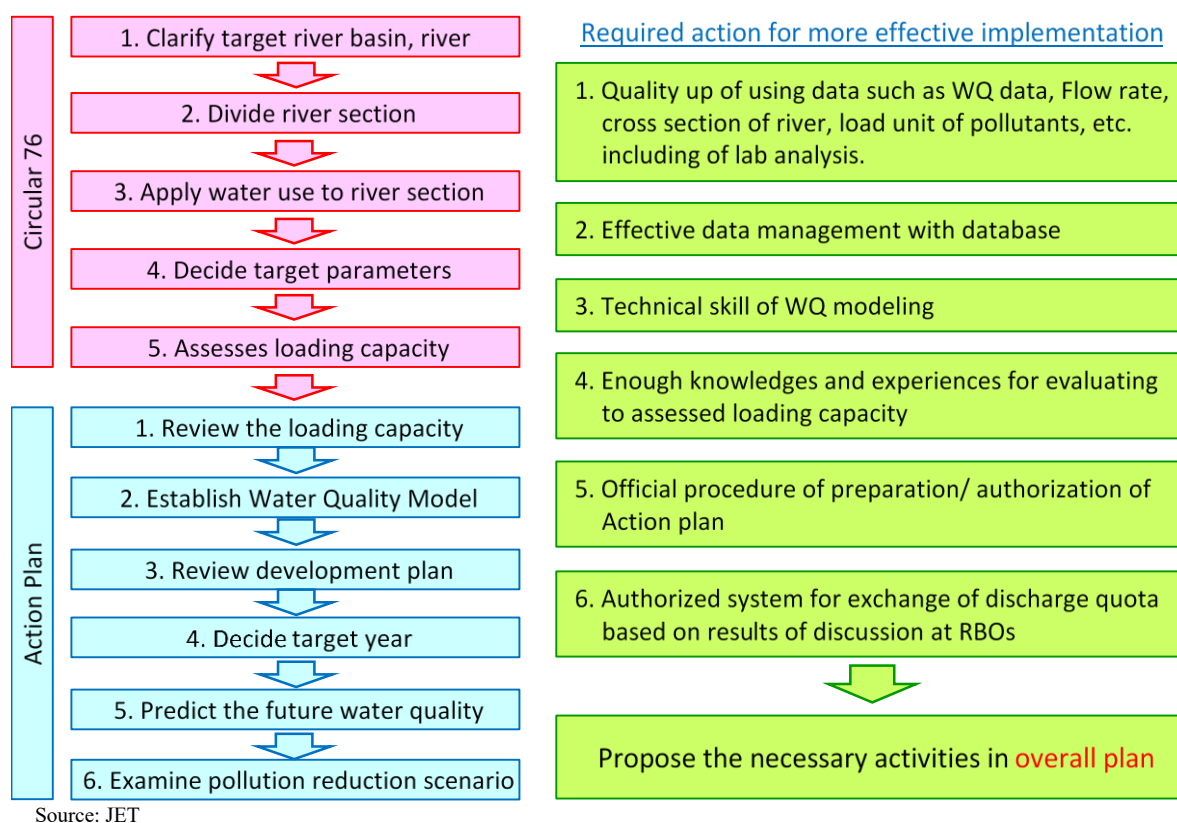 Circular 76
1. Clarify target river basin, river
2. Divide river section
3. Apply water use to river section
4. Decide target parameters
5. Assesses loading capacity
Action Plan
1. Review the loading capacity
2. Establish Water Quality Model
3. Review development plan
4. Decide target year
5. Predict the future water quality
6. Examine pollution reduction scenario
Required action for more effective implementation
1. Quality up of using data such as WQ data, Flow rate,
cross section of river, load unit of pollutants, etc.
including of lab analysis.
2. Effective data management with database
3. Technical skill of WQ modeling
4. Enough knowledges and experiences for evaluating
to assessed loading capacity
5. Official procedure of preparation/ authorization of
Action plan
6. Authorized system for exchange of discharge quota
based on results of discussion at RBOs
Propose the necessary activities in overall plan
Source: JET